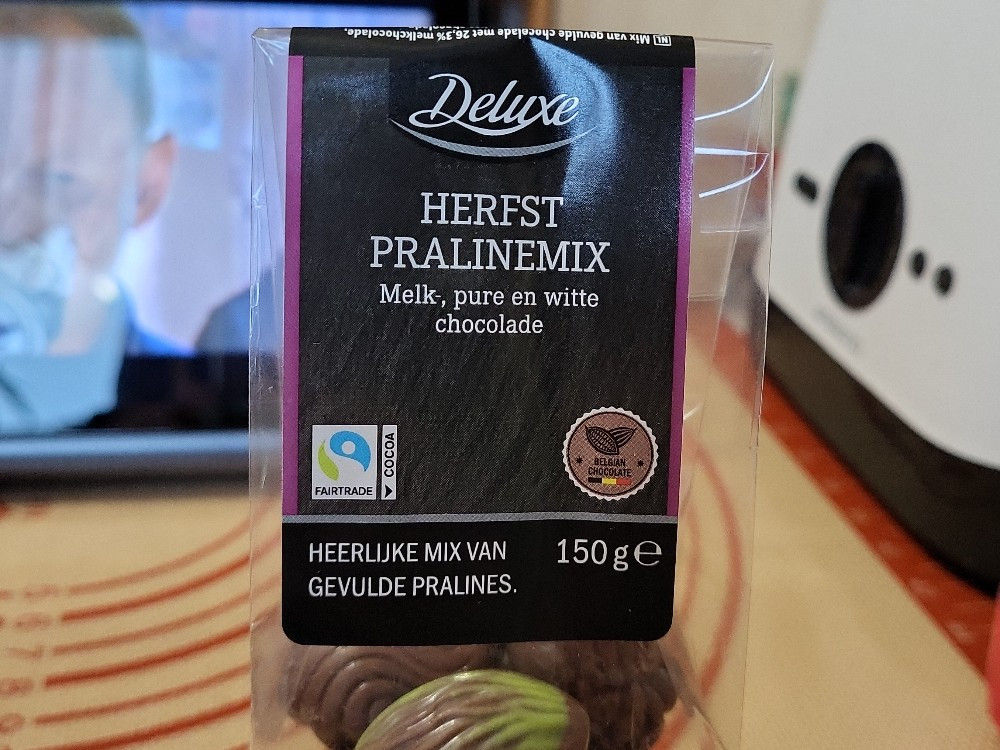 NL Mix van gevulde chocolade met 26,3% melkchocolade,
Deluxe
HERFST
PRALINEMIX
Melk-, pure en witte
chocolade
FAIRTRADE
COCOA
BELGIAN
CHOCOLATE
HEERLIJKE MIX VAN
GEVULDE PRALINES.
150 g e